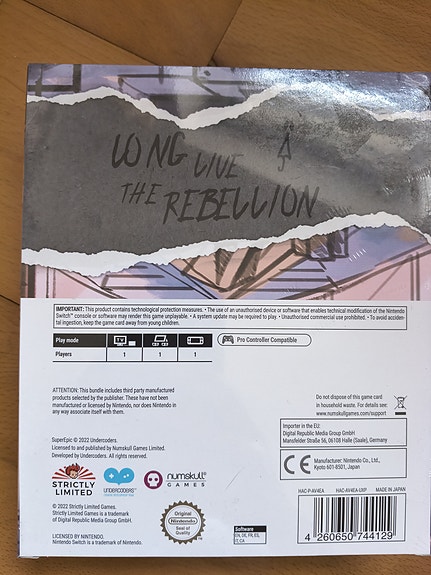 LONG LIVE
THE REBELLION
IMPORTANT: This product contains technological protection measures. • The use of an unauthorised device or software that enables technical modification of the Nintendo
Switch™ console or software may render this game unplayable. • A system update may be required to play. • Unauthorised commercial use prohibited. • To avoid acciden-
tal ingestion, keep the game card away from young children.
Play mode TV
Pro Controller Compatible
Players 1 1 1
ATTENTION: This bundle includes third party manufactured
products selected by the publisher. These have not been
manufactured or licensed by Nintendo, nor does Nintendo in
any way associate itself with them.
Do not dispose of this game card
in household waste. For details see:
www.numskullgames.com/support
Importer in the EU:
Digital Republic Media Group GmbH
Mansfelder Straße 56, 06108 Halle (Saale), Germany
SuperEpic © 2022 Undercoders.
Licensed to and published by Numskull Games Limited.
Developed by Undercoders. All rights reserved.
CE
Manufacturer: Nintendo Co., Ltd.,
Kyoto 601-8501, Japan
STRICTLY
LIMITED
UNDERCODERS
numskull
GAMES
HAC-P-AV4EA HAC-AV4EA-UXP MADE IN JAPAN
© 2022 Strictly Limited Games.
Strictly Limited Games is a trademark
of Digital Republic Media Group GmbH.
LICENSED BY NINTENDO.
Nintendo Switch is a trademark of Nintendo.
Original
Nintendo
Seal of
Quality
Software
EN, DE, FR, ES,
IT, CA
4 260650 744129